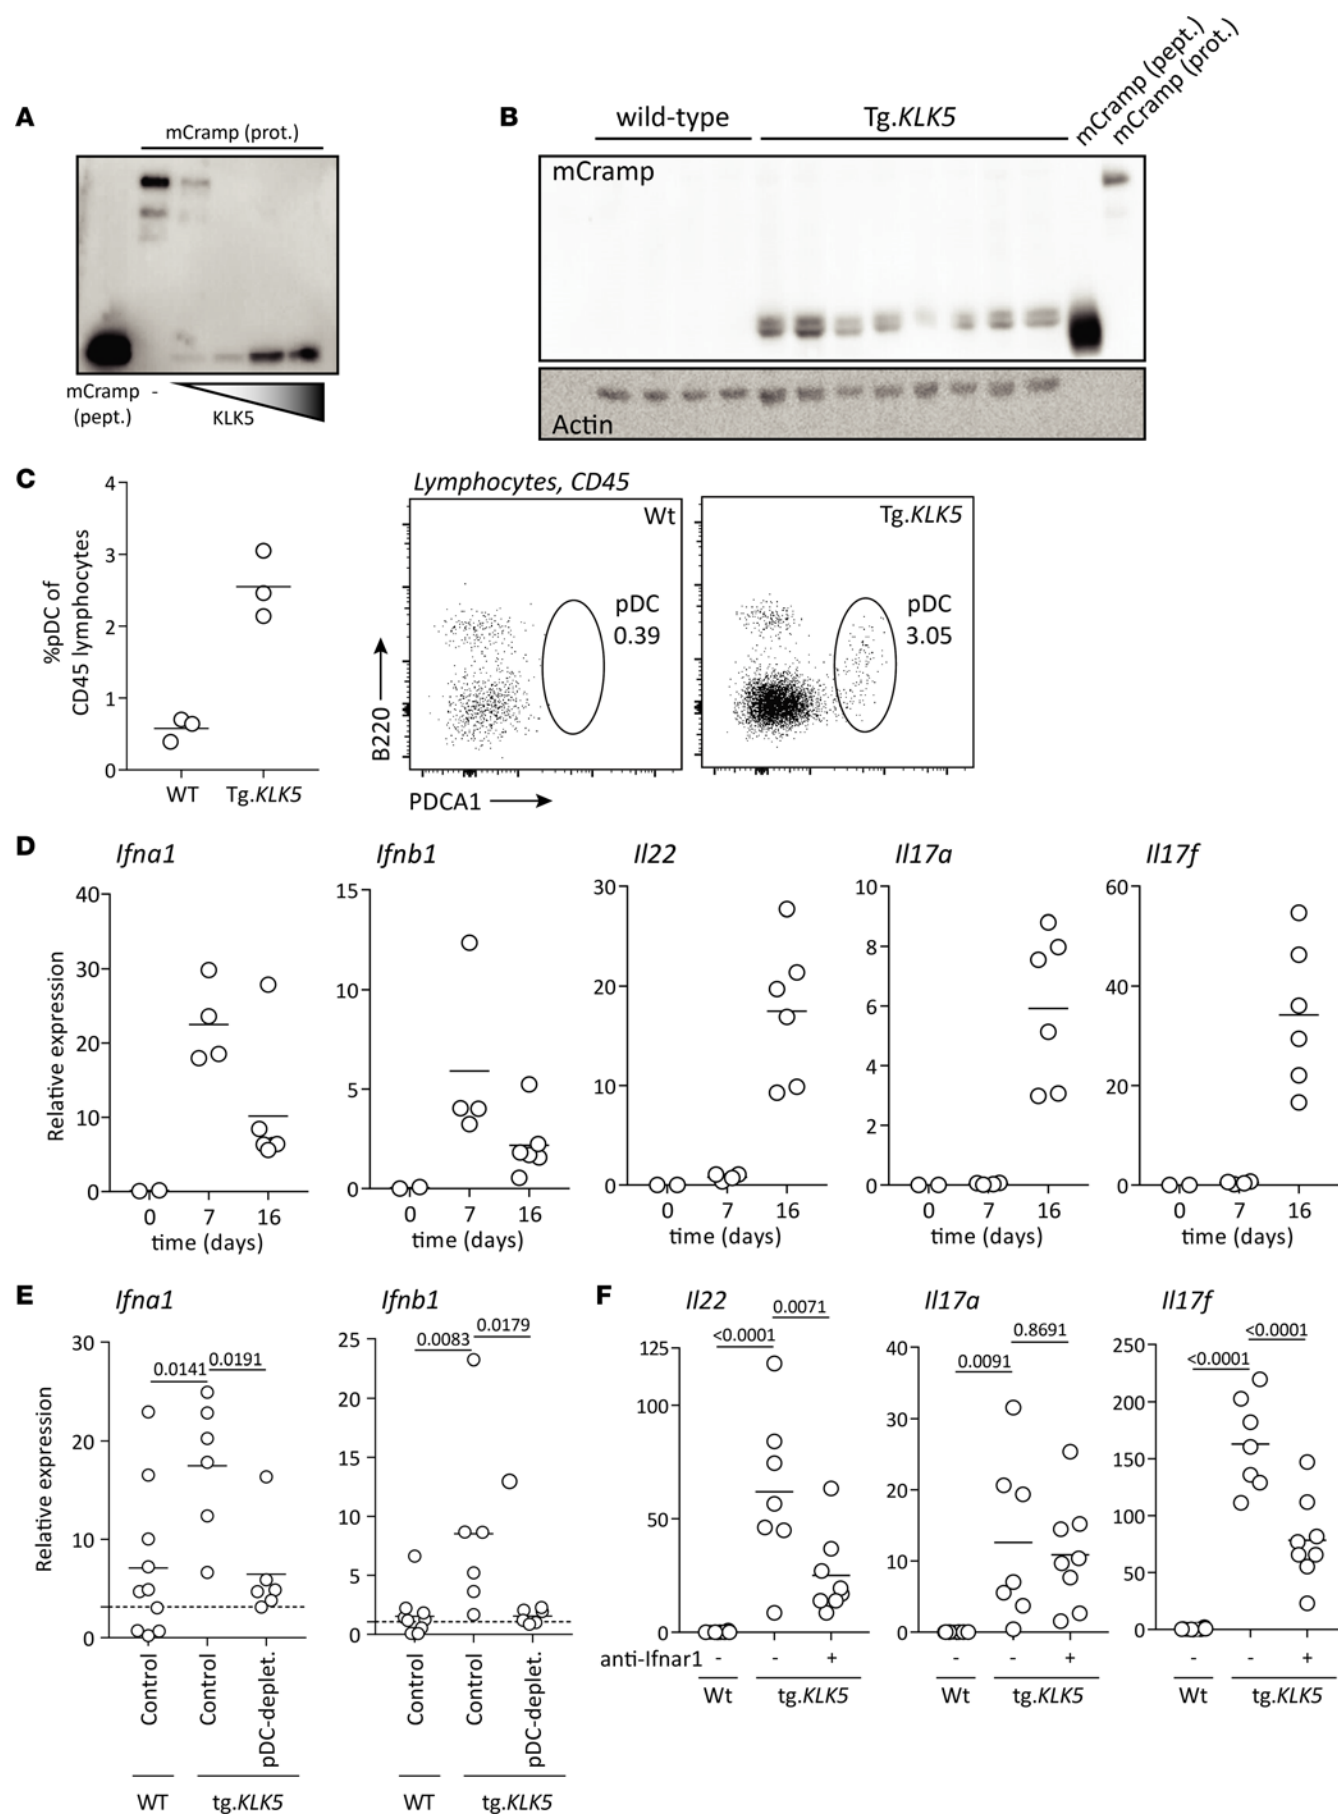 A
mCramp (prot.)
mCramp
(pept.)
-
KLK5
B
wild-type
Tg.KLK5
mCramp (pept.)
mCramp (prot.)
mCramp
Actin
C
%pDC of
CD45 lymphocytes
4
3
2
1
0
WT
Tg.KLK5
Lymphocytes, CD45
Wt
pDC
0.39
B220
PDCA1
Tg.KLK5
pDC
3.05
D
Relative expression
Ifna1
40
30
20
10
0
0 7 16
time (days)
Ifnb1
15
10
5
0
0 7 16
time (days)
Il22
30
20
10
0
0 7 16
time (days)
Il17a
10
8
6
4
2
0
0 7 16
time (days)
Il17f
60
40
20
0
0 7 16
time (days)
E
Relative expression
Ifna1
0.0141
0.0191
30
20
10
0
Control
Control
pDC-deplet.
WT
tg.KLK5
Ifnb1
0.0083
0.0179
25
20
15
10
5
0
Control
Control
pDC-deplet.
WT
tg.KLK5
F
Il22
<0.0001
0.0071
125
100
50
0
anti-Ifnar1
- - +
Wt
tg.KLK5
Il17a
0.0091
0.8691
40
30
20
10
0
- - +
Wt
tg.KLK5
Il17f
<0.0001
<0.0001
250
200
150
100
50
0
- - +
Wt
tg.KLK5